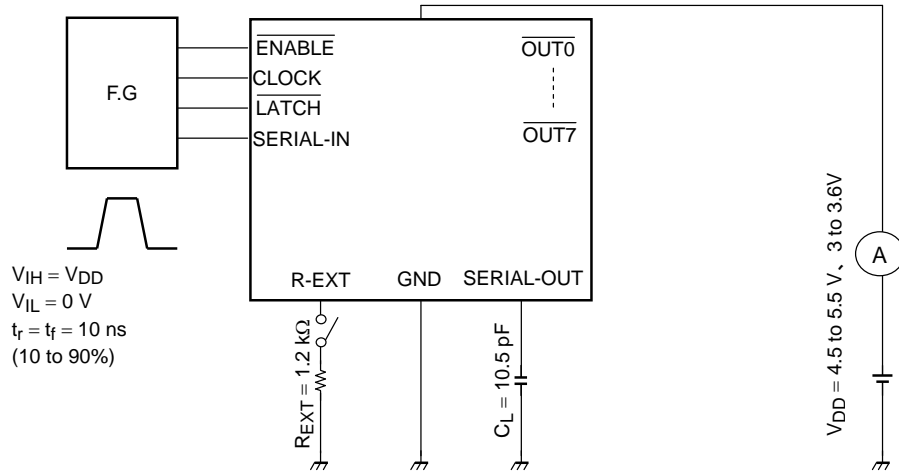 F.G
ENABLE
CLOCK
LATCH
SERIAL-IN
OUT0
OUT7
R-EXT
GND
SERIAL-OUT
VIH = VDD
VIL = 0 V
tr = tf = 10 ns
(10 to 90%)
REXT = 1.2 kΩ
CL = 10.5 pF
VDD = 4.5 to 5.5 V、3 to 3.6V
A